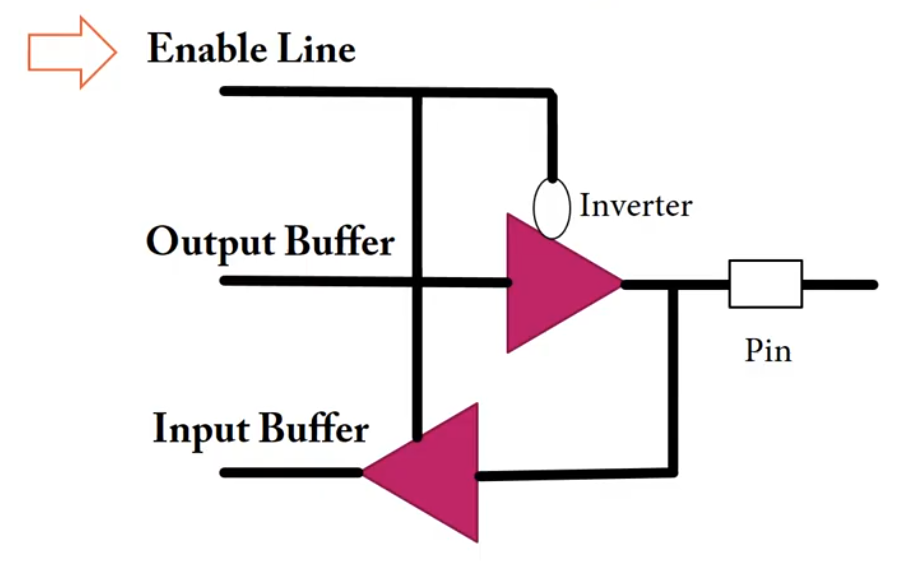 Enable Line
Inverter
Output Buffer
Pin
Input Buffer